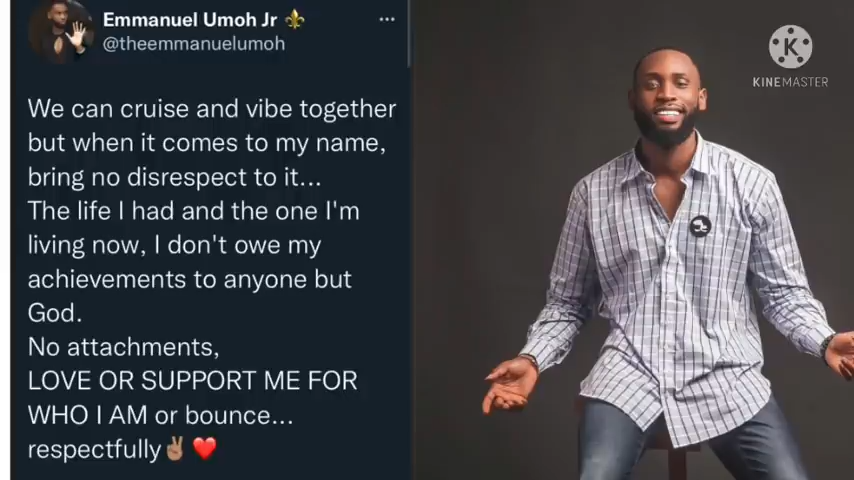 Emmanuel Umoh Jr ⚜️
@theemmanuelumoh
We can cruise and vibe together
but when it comes to my name,
bring no disrespect to it...
The life I had and the one I'm
living now, I don't owe my
achievements to anyone but
God.
No attachments,
LOVE OR SUPPORT ME FOR
WHO I AM or bounce...
respectfully✌🏽❤️
K
KINEMASTER